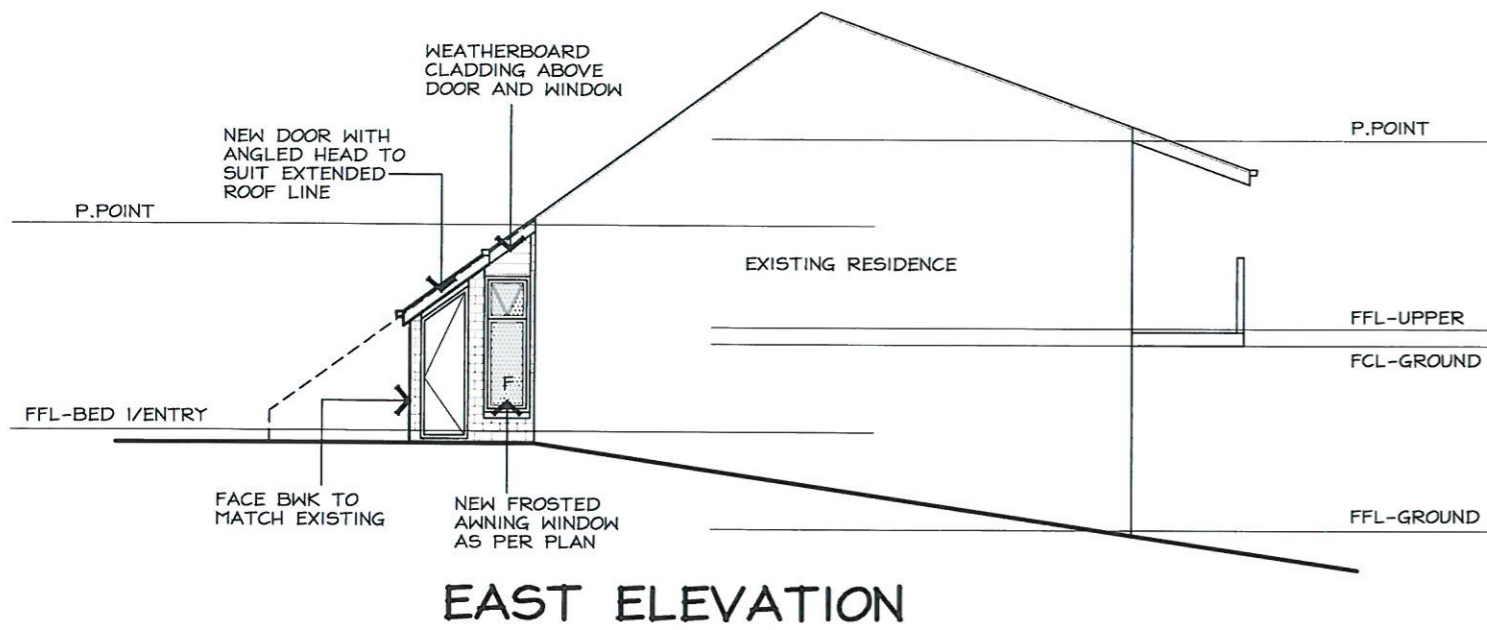 WEATHERBOARD
CLADDING ABOVE
DOOR AND WINDOW
NEW DOOR WITH
ANGLED HEAD TO
SUIT EXTENDED
ROOF LINE
P.POINT
P.POINT
EXISTING RESIDENCE
FFL-UPPER
FCL-GROUND
F
FFL-BED 1/ENTRY
FACE BWK TO
MATCH EXISTING
NEW FROSTED
AWNING WINDOW
AS PER PLAN
FFL-GROUND
EAST ELEVATION